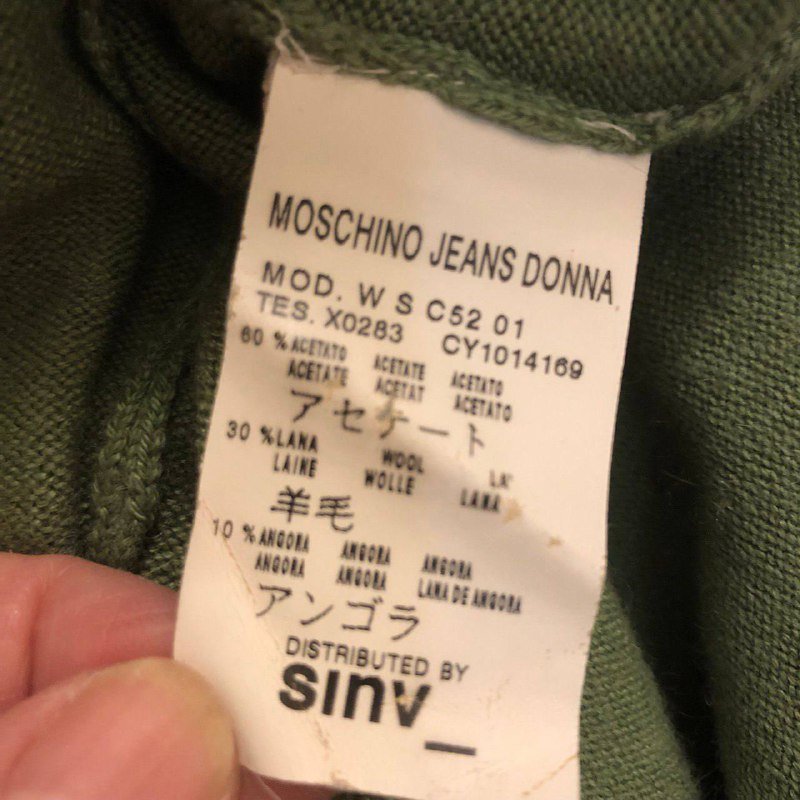 MOSCHINO JEANS DONNA
MOD. W S C52 01
TES. X0283 CY1014169
60 % ACETATO ACETATE ACETATO
ACETATE ACETAT ACETATO
アセテート
30 % LANA WOOL LA'
LAINE WOLLE LANA
羊毛
10 % ANGORA ANGORA ANGORA
ANGORA ANGORA LANA DE ANGORA
アンゴラ
DISTRIBUTED BY
sinv_